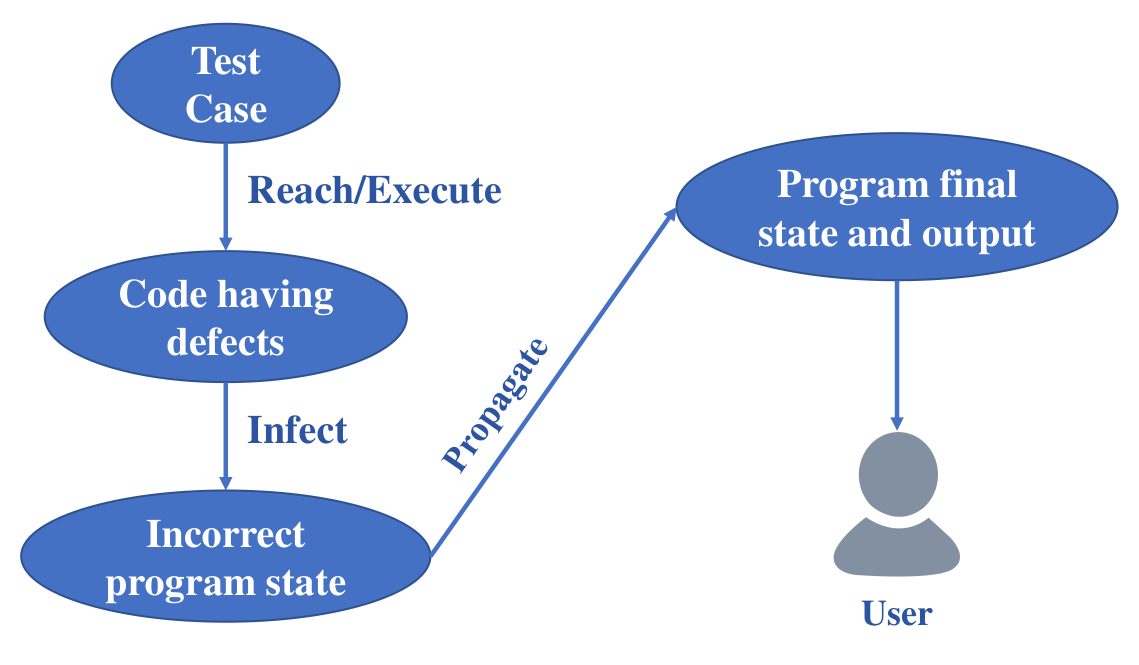 Test
Case
Reach/Execute
Code having
defects
Infect
Incorrect
program state
Propagate
Program final
state and output
User